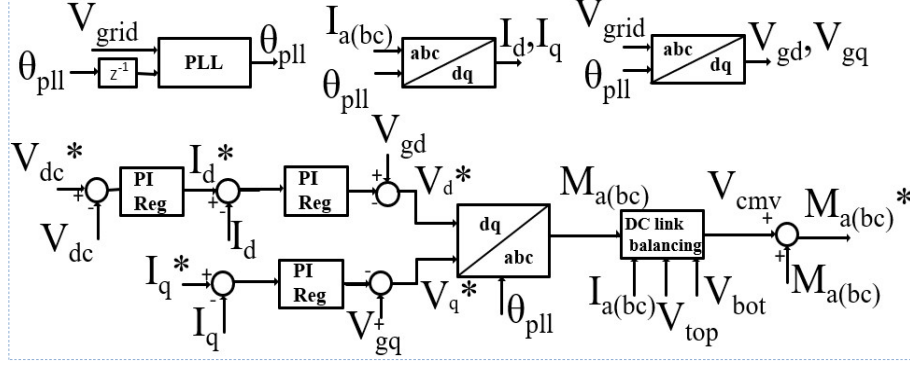 V_grid
θ_pll
Z⁻¹
PLL
θ_pll
I_a(bc)
θ_pll
abc
dq
I_d,I_q
V_grid
θ_pll
abc
dq
V_gd,V_gq
V_dc*
+
-
V_dc
PI
Reg
I_d*
+
-
I_d
PI
Reg
V_gd
+
-
V_d*
I_q*
+
-
I_q
PI
Reg
-
+
V_gq
V_q*
dq
abc
θ_pll
M_a(bc)
DC link
balancing
I_a(bc)
V_top
V_bot
V_cmv
+
+
M_a(bc)
M_a(bc)*